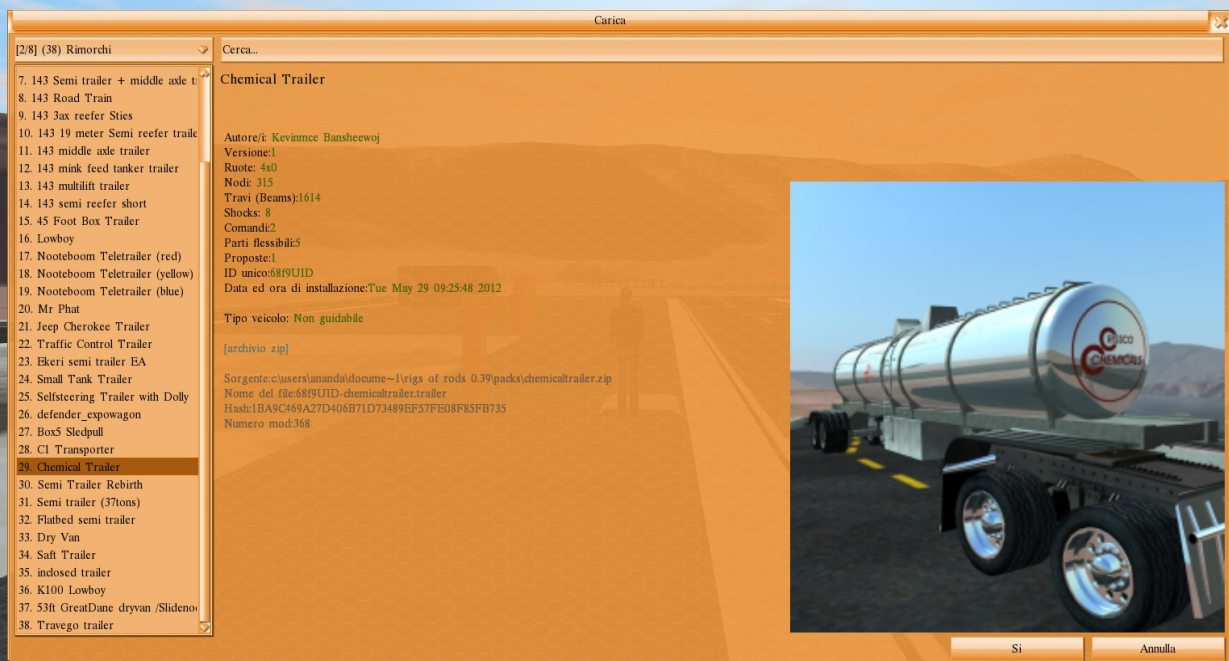 Carica
[2/8] (38) Rimorchi
Cerca...
7. 143 Semi trailer + middle axle
8. 143 Road Train
9. 143 3ax reefer Sties
10. 143 19 meter Semi reefer traile
11. 143 middle axle trailer
12. 143 mink feed tanker trailer
13. 143 multilift trailer
14. 143 semi reefer short
15. 45 Foot Box Trailer
16. Lowboy
17. Nooteboom Teletrailer (red)
18. Nooteboom Teletrailer (yellow)
19. Nooteboom Teletrailer (blue)
20. Mr Phat
21. Jeep Cherokee Trailer
22. Traffic Control Trailer
23. Ekeri semi trailer EA
24. Small Tank Trailer
25. Selfsteering Trailer with Dolly
26. defender_expowagon
27. Box5 Sledpull
28. C1 Transporter
29. Chemical Trailer
30. Semi Trailer Rebirth
31. Semi trailer (37tons)
32. Flatbed semi trailer
33. Dry Van
34. Saft Trailer
35. inclosed trailer
36. K100 Lowboy
37. 53ft GreatDane dryvan /Slideno
38. Travego trailer
Chemical Trailer
Autore/i: Kevinmce Bansheewoj
Versione:1
Ruote: 4x0
Nodi: 315
Travi (Beams):1614
Shocks: 8
Comandi:2
Parti flessibili:5
Proposte:1
ID unico:68f9UID
Data ed ora di installazione:Tue May 29 09:25:48 2012
Tipo veicolo: Non guidabile
[archivio zip]
Sorgente:c:\users\ananda\docume~1\rigs of rods 0.39\packs\chemicaltrailer.zip
Nome del file:68f9UID-chemicaltrailer.trailer
Hash:1BA9C469A27D406B71D73489EF57FE08F85FB735
Numero mod:368
CHEMICALS
Si
Annulla